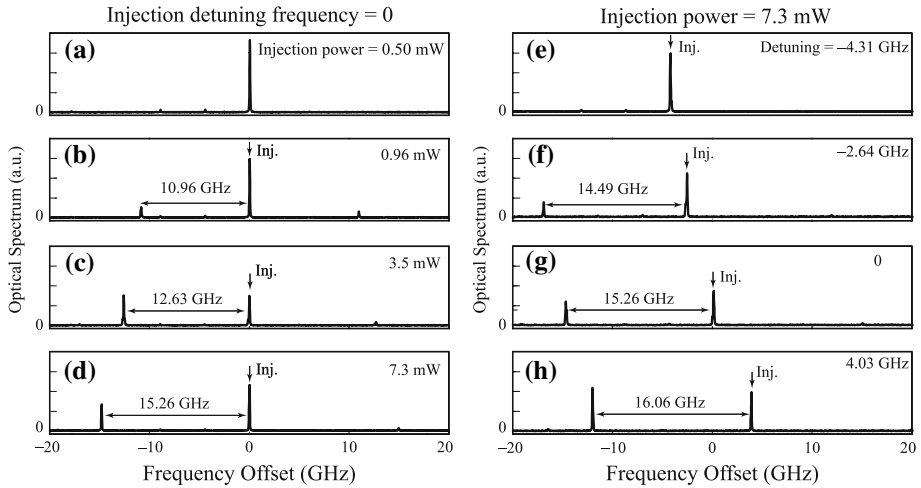 Injection detuning frequency = 0
Injection power = 7.3 mW
Optical Spectrum (a.u.)
(a)
Injection power = 0.50 mW
0
(b)
Inj.
0.96 mW
10.96 GHz
0
(c)
Inj.
3.5 mW
12.63 GHz
0
(d)
Inj.
7.3 mW
15.26 GHz
0
−20 −10 0 10 20
Frequency Offset (GHz)
Optical Spectrum (a.u.)
(e)
Inj.
Detuning = −4.31 GHz
0
(f)
Inj.
−2.64 GHz
14.49 GHz
0
(g)
Inj.
0
15.26 GHz
0
(h)
Inj.
4.03 GHz
16.06 GHz
0
−20 −10 0 10 20
Frequency Offset (GHz)